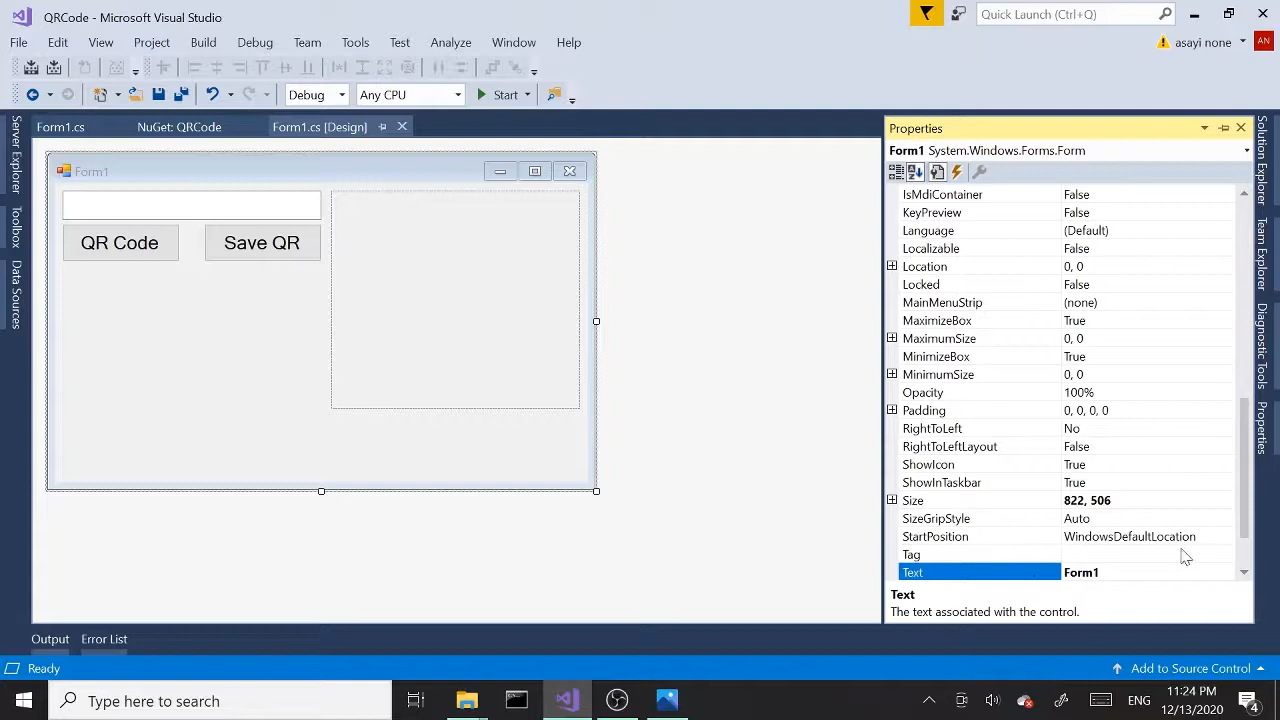 QRCode - Microsoft Visual Studio
Quick Launch (Ctrl+Q)
File Edit View Project Build Debug Team Tools Test Analyze Window Help
asayi none AN
Debug Any CPU Start
Form1.cs NuGet: QRCode Form1.cs [Design]
Server Explorer
Toolbox
Data Sources
Form1
QR Code Save QR
Properties
Form1 System.Windows.Forms.Form
IsMdiContainer False
KeyPreview False
Language (Default)
Localizable False
Location 0, 0
Locked False
MainMenuStrip (none)
MaximizeBox True
MaximumSize 0, 0
MinimizeBox True
MinimumSize 0, 0
Opacity 100%
Padding 0, 0, 0, 0
RightToLeft No
RightToLeftLayout False
ShowIcon True
ShowInTaskbar True
Size 822, 506
SizeGripStyle Auto
StartPosition WindowsDefaultLocation
Tag
Text Form1
Text
The text associated with the control.
Solution Explorer
Team Explorer
Diagnostic Tools
Properties
Output Error List
Ready Add to Source Control
Type here to search
ENG
11:24 PM
12/13/2020
4